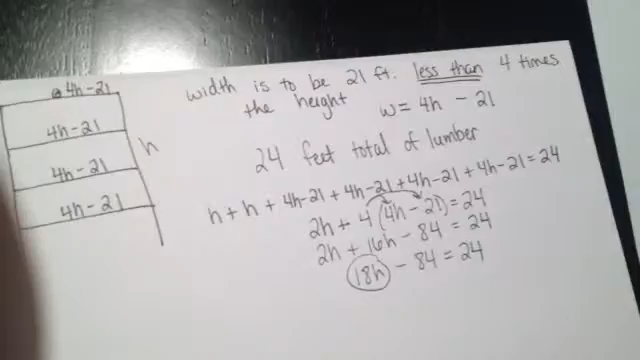 4h-21
4h-21
4h-21
4h-21
h
width is to be 21 ft. less than 4 times
the height
w = 4h - 21
24 feet total of lumber
h + h + 4h-21 + 4h-21 + 4h-21 + 4h-21 = 24
2h + 4(4h - 21) = 24
2h + 16h - 84 = 24
18h - 84 = 24